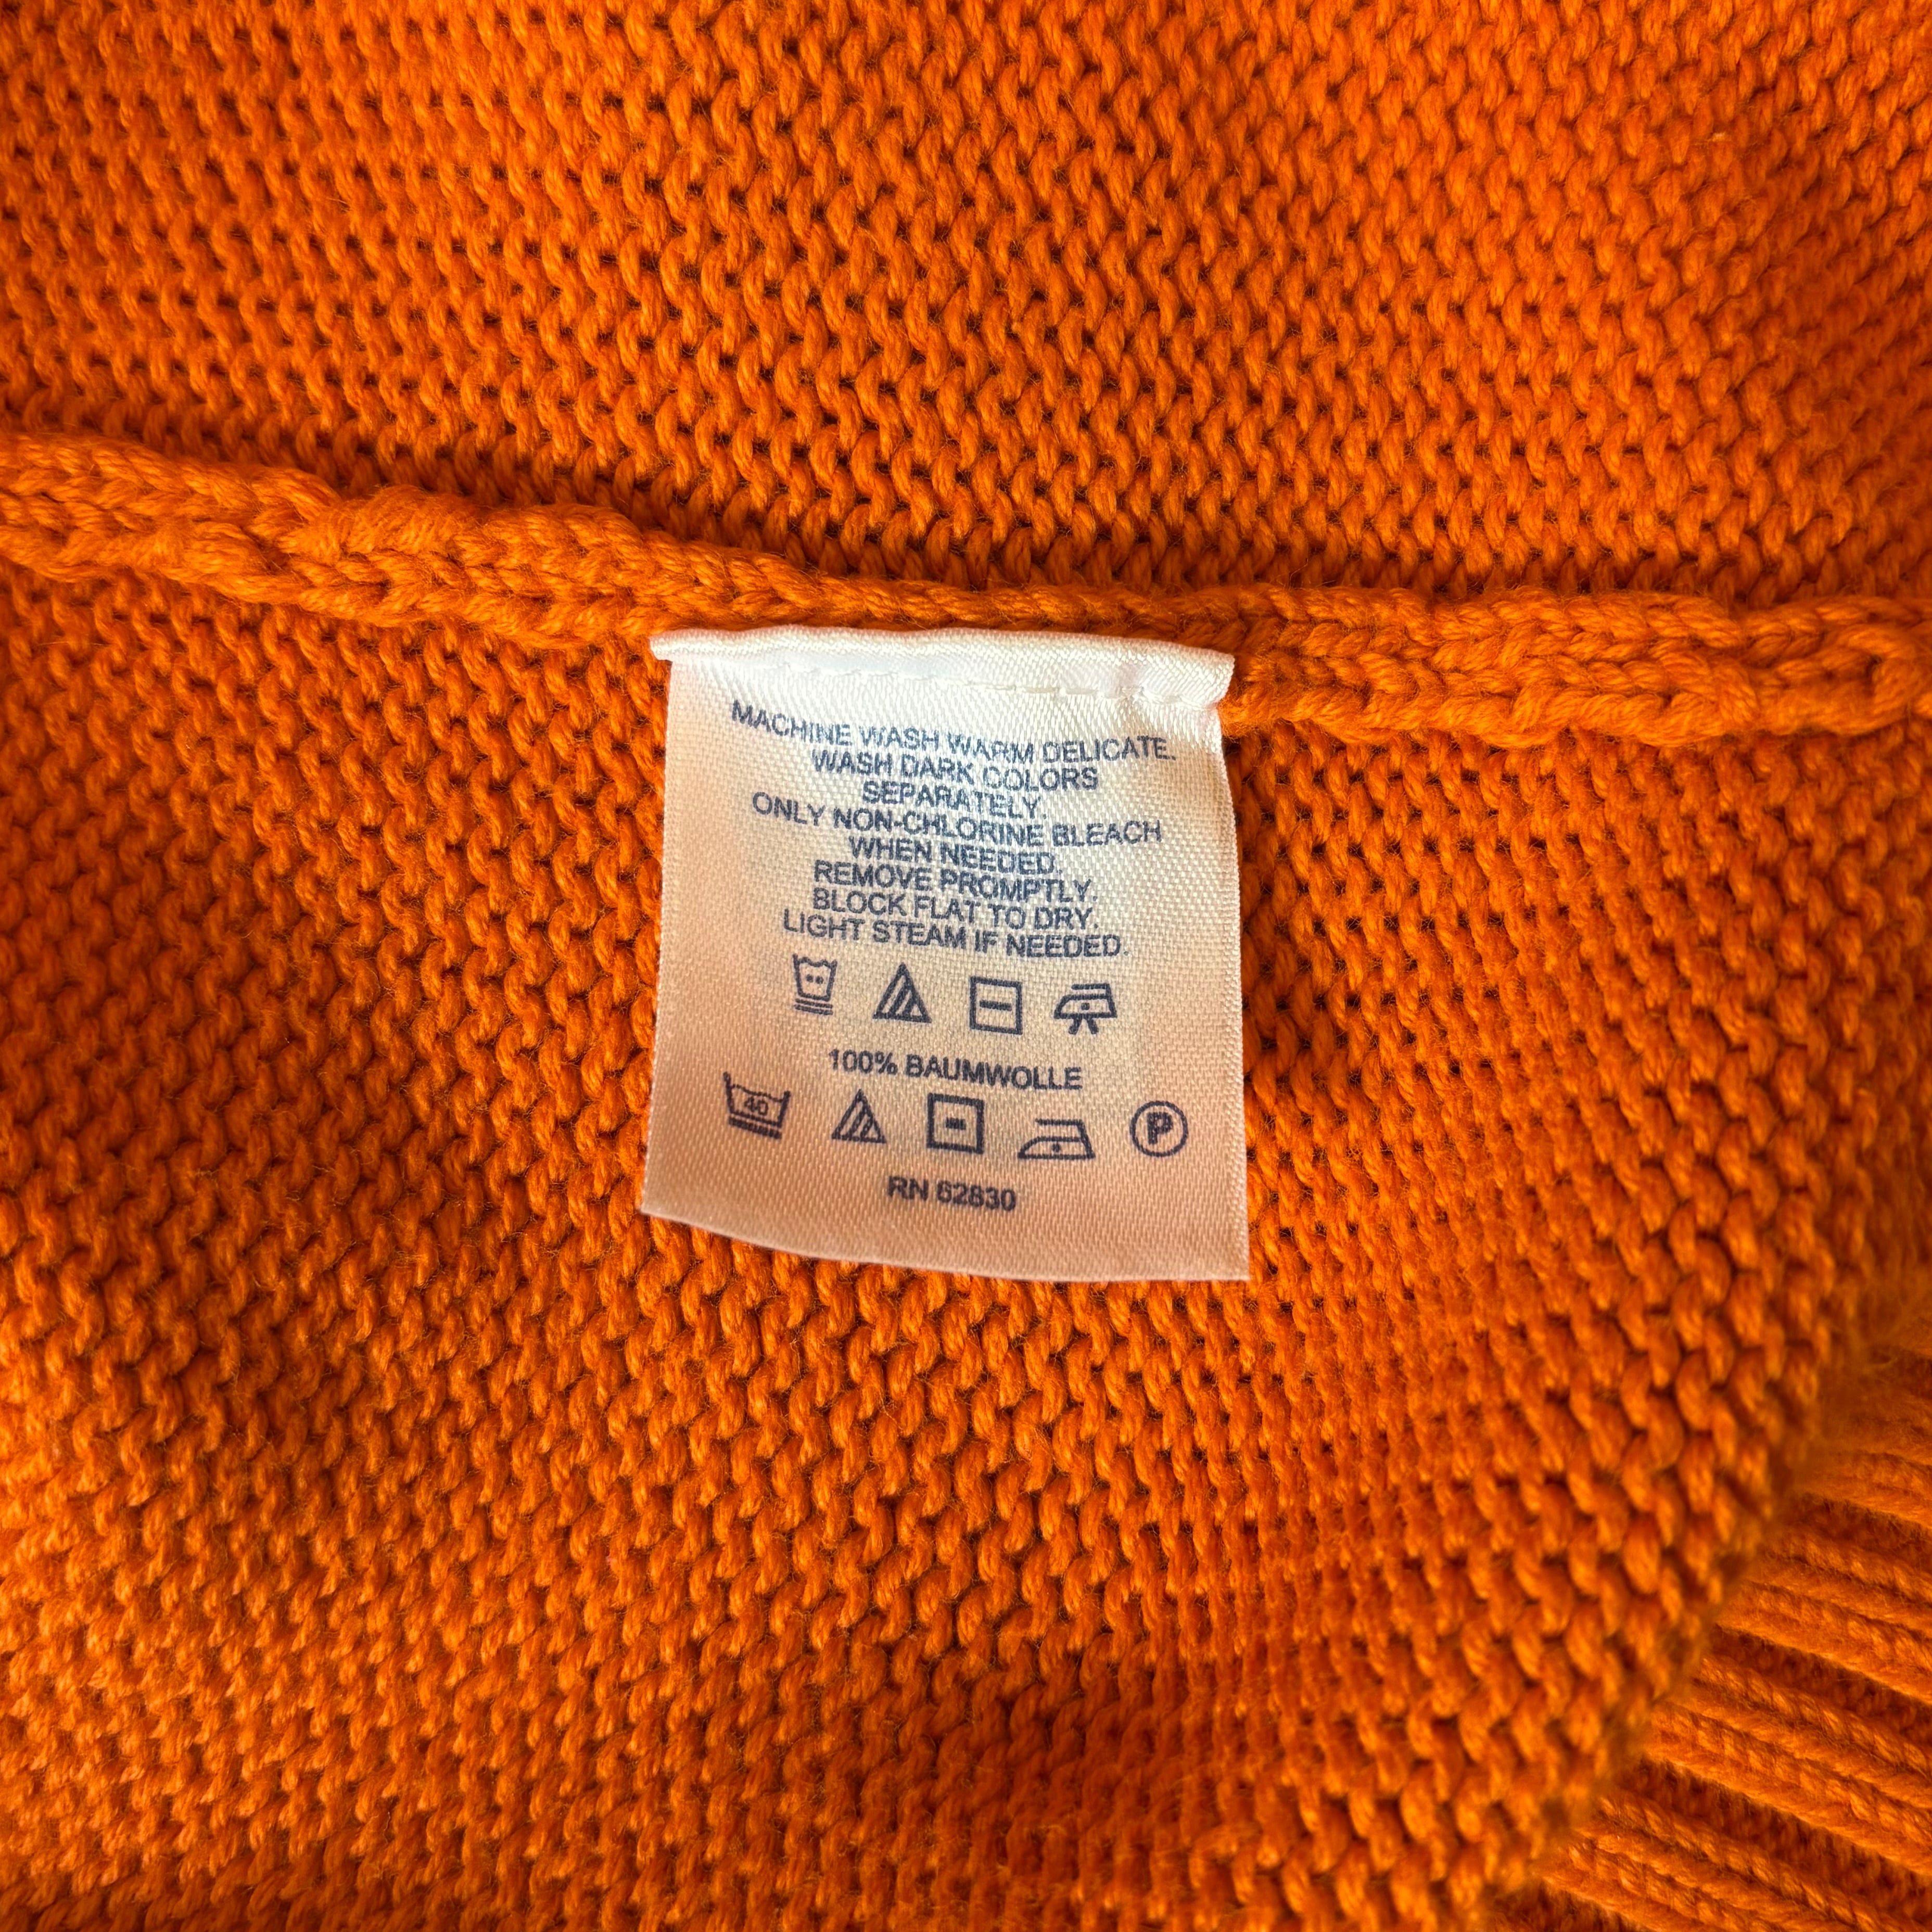 MACHINE WASH WARM DELICATE.
WASH DARK COLORS
SEPARATELY.
ONLY NON-CHLORINE BLEACH
WHEN NEEDED.
REMOVE PROMPTLY.
BLOCK FLAT TO DRY.
LIGHT STEAM IF NEEDED.
100% BAUMWOLLE
40 P
RN 62830